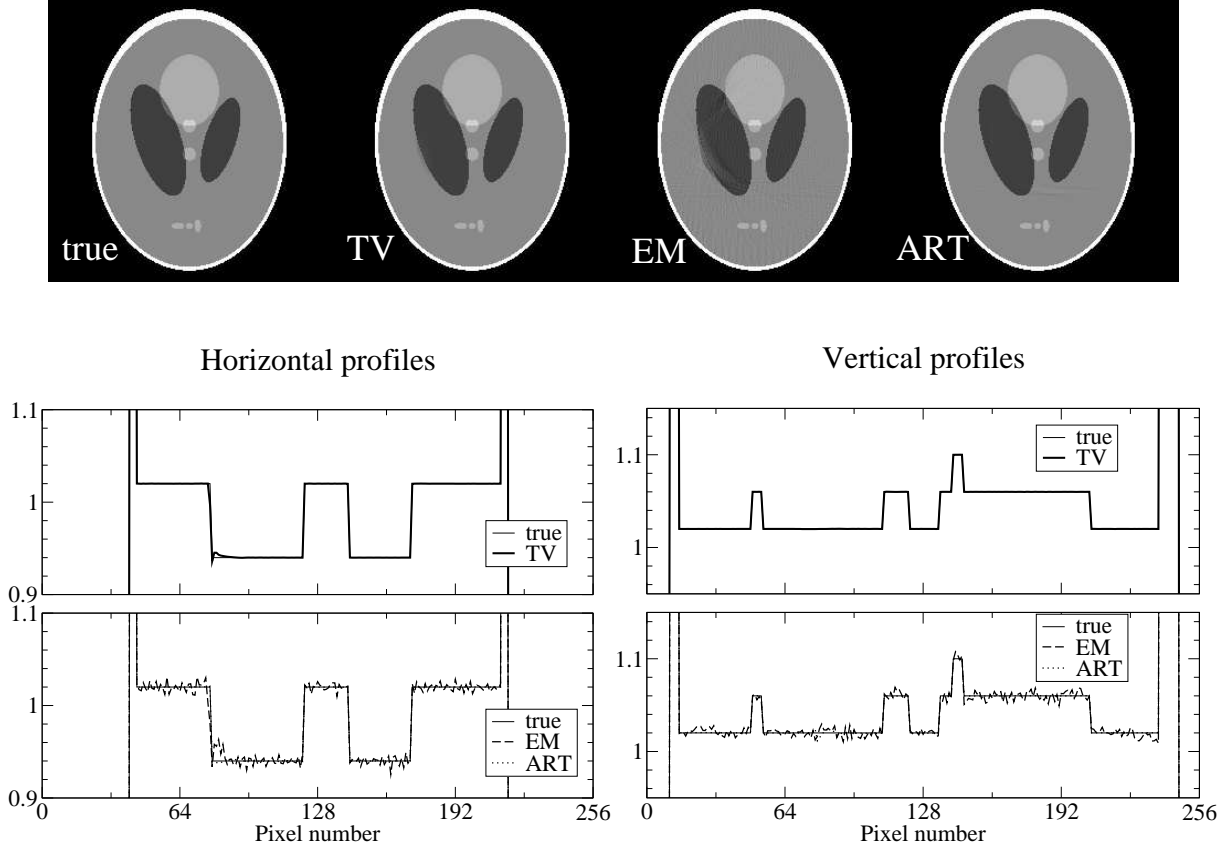 true TV EM ART
Horizontal profiles
Vertical profiles
1.1
1
0.9
true
TV
1.1
1
true
TV
1.1
1
0.9
true
EM
ART
0 64 128 192 256
Pixel number
1.1
1
true
EM
ART
0 64 128 192 256
Pixel number